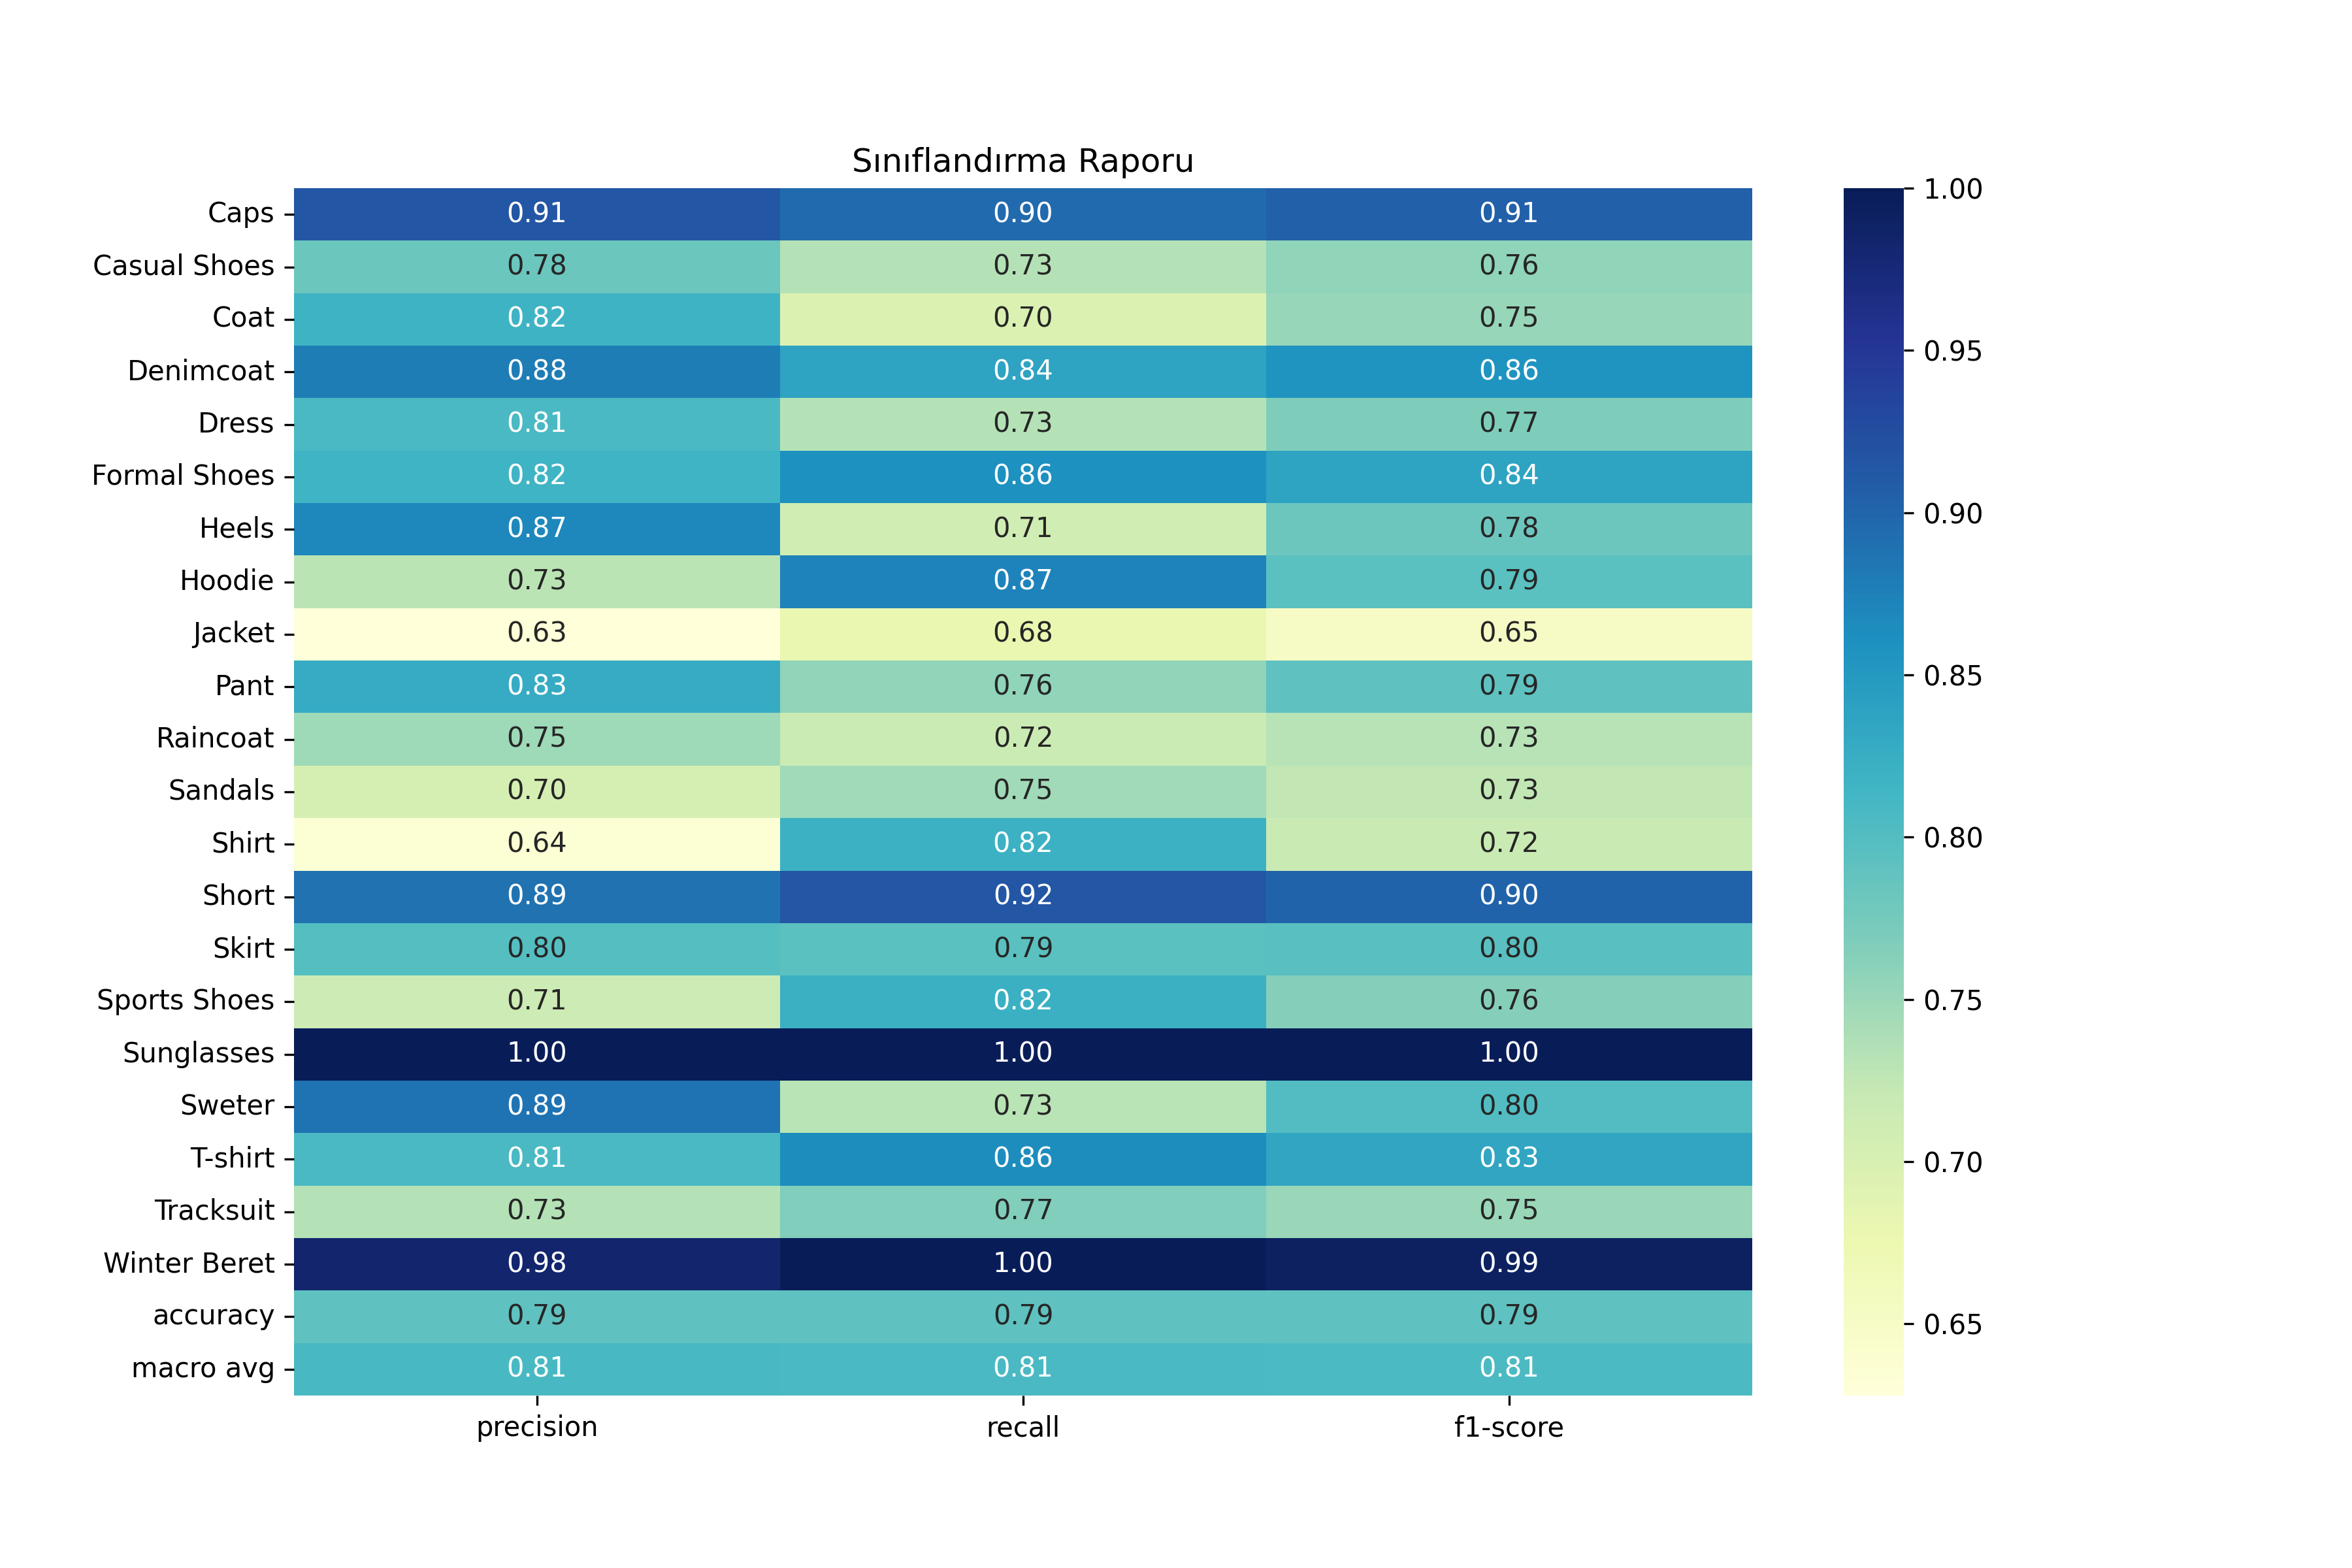 Sınıflandırma Raporu
Caps 0.91 0.90 0.91
Casual Shoes 0.78 0.73 0.76
Coat 0.82 0.70 0.75
Denimcoat 0.88 0.84 0.86
Dress 0.81 0.73 0.77
Formal Shoes 0.82 0.86 0.84
Heels 0.87 0.71 0.78
Hoodie 0.73 0.87 0.79
Jacket 0.63 0.68 0.65
Pant 0.83 0.76 0.79
Raincoat 0.75 0.72 0.73
Sandals 0.70 0.75 0.73
Shirt 0.64 0.82 0.72
Short 0.89 0.92 0.90
Skirt 0.80 0.79 0.80
Sports Shoes 0.71 0.82 0.76
Sunglasses 1.00 1.00 1.00
Sweter 0.89 0.73 0.80
T-shirt 0.81 0.86 0.83
Tracksuit 0.73 0.77 0.75
Winter Beret 0.98 1.00 0.99
accuracy 0.79 0.79 0.79
macro avg 0.81 0.81 0.81
precision recall f1-score
1.00
0.95
0.90
0.85
0.80
0.75
0.70
0.65